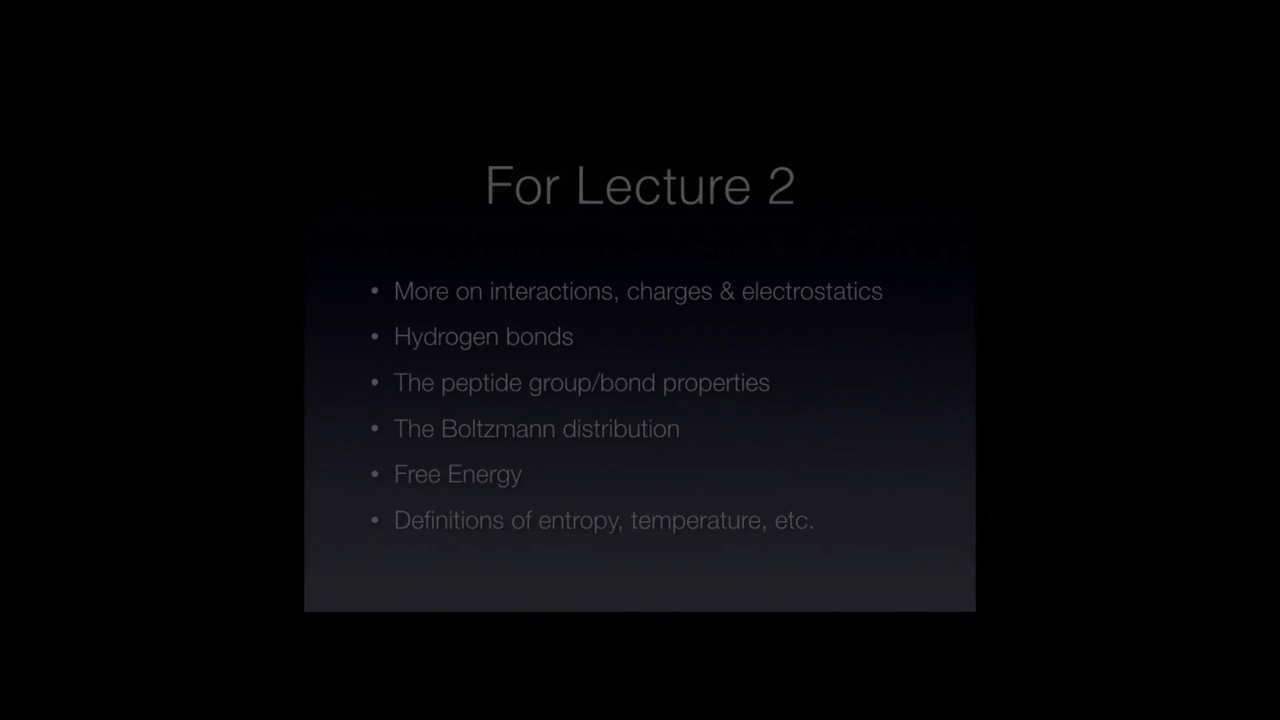 For Lecture 2
• More on interactions, charges & electrostatics
• Hydrogen bonds
• The peptide group/bond properties
• The Boltzmann distribution
• Free Energy
• Definitions of entropy, temperature, etc.